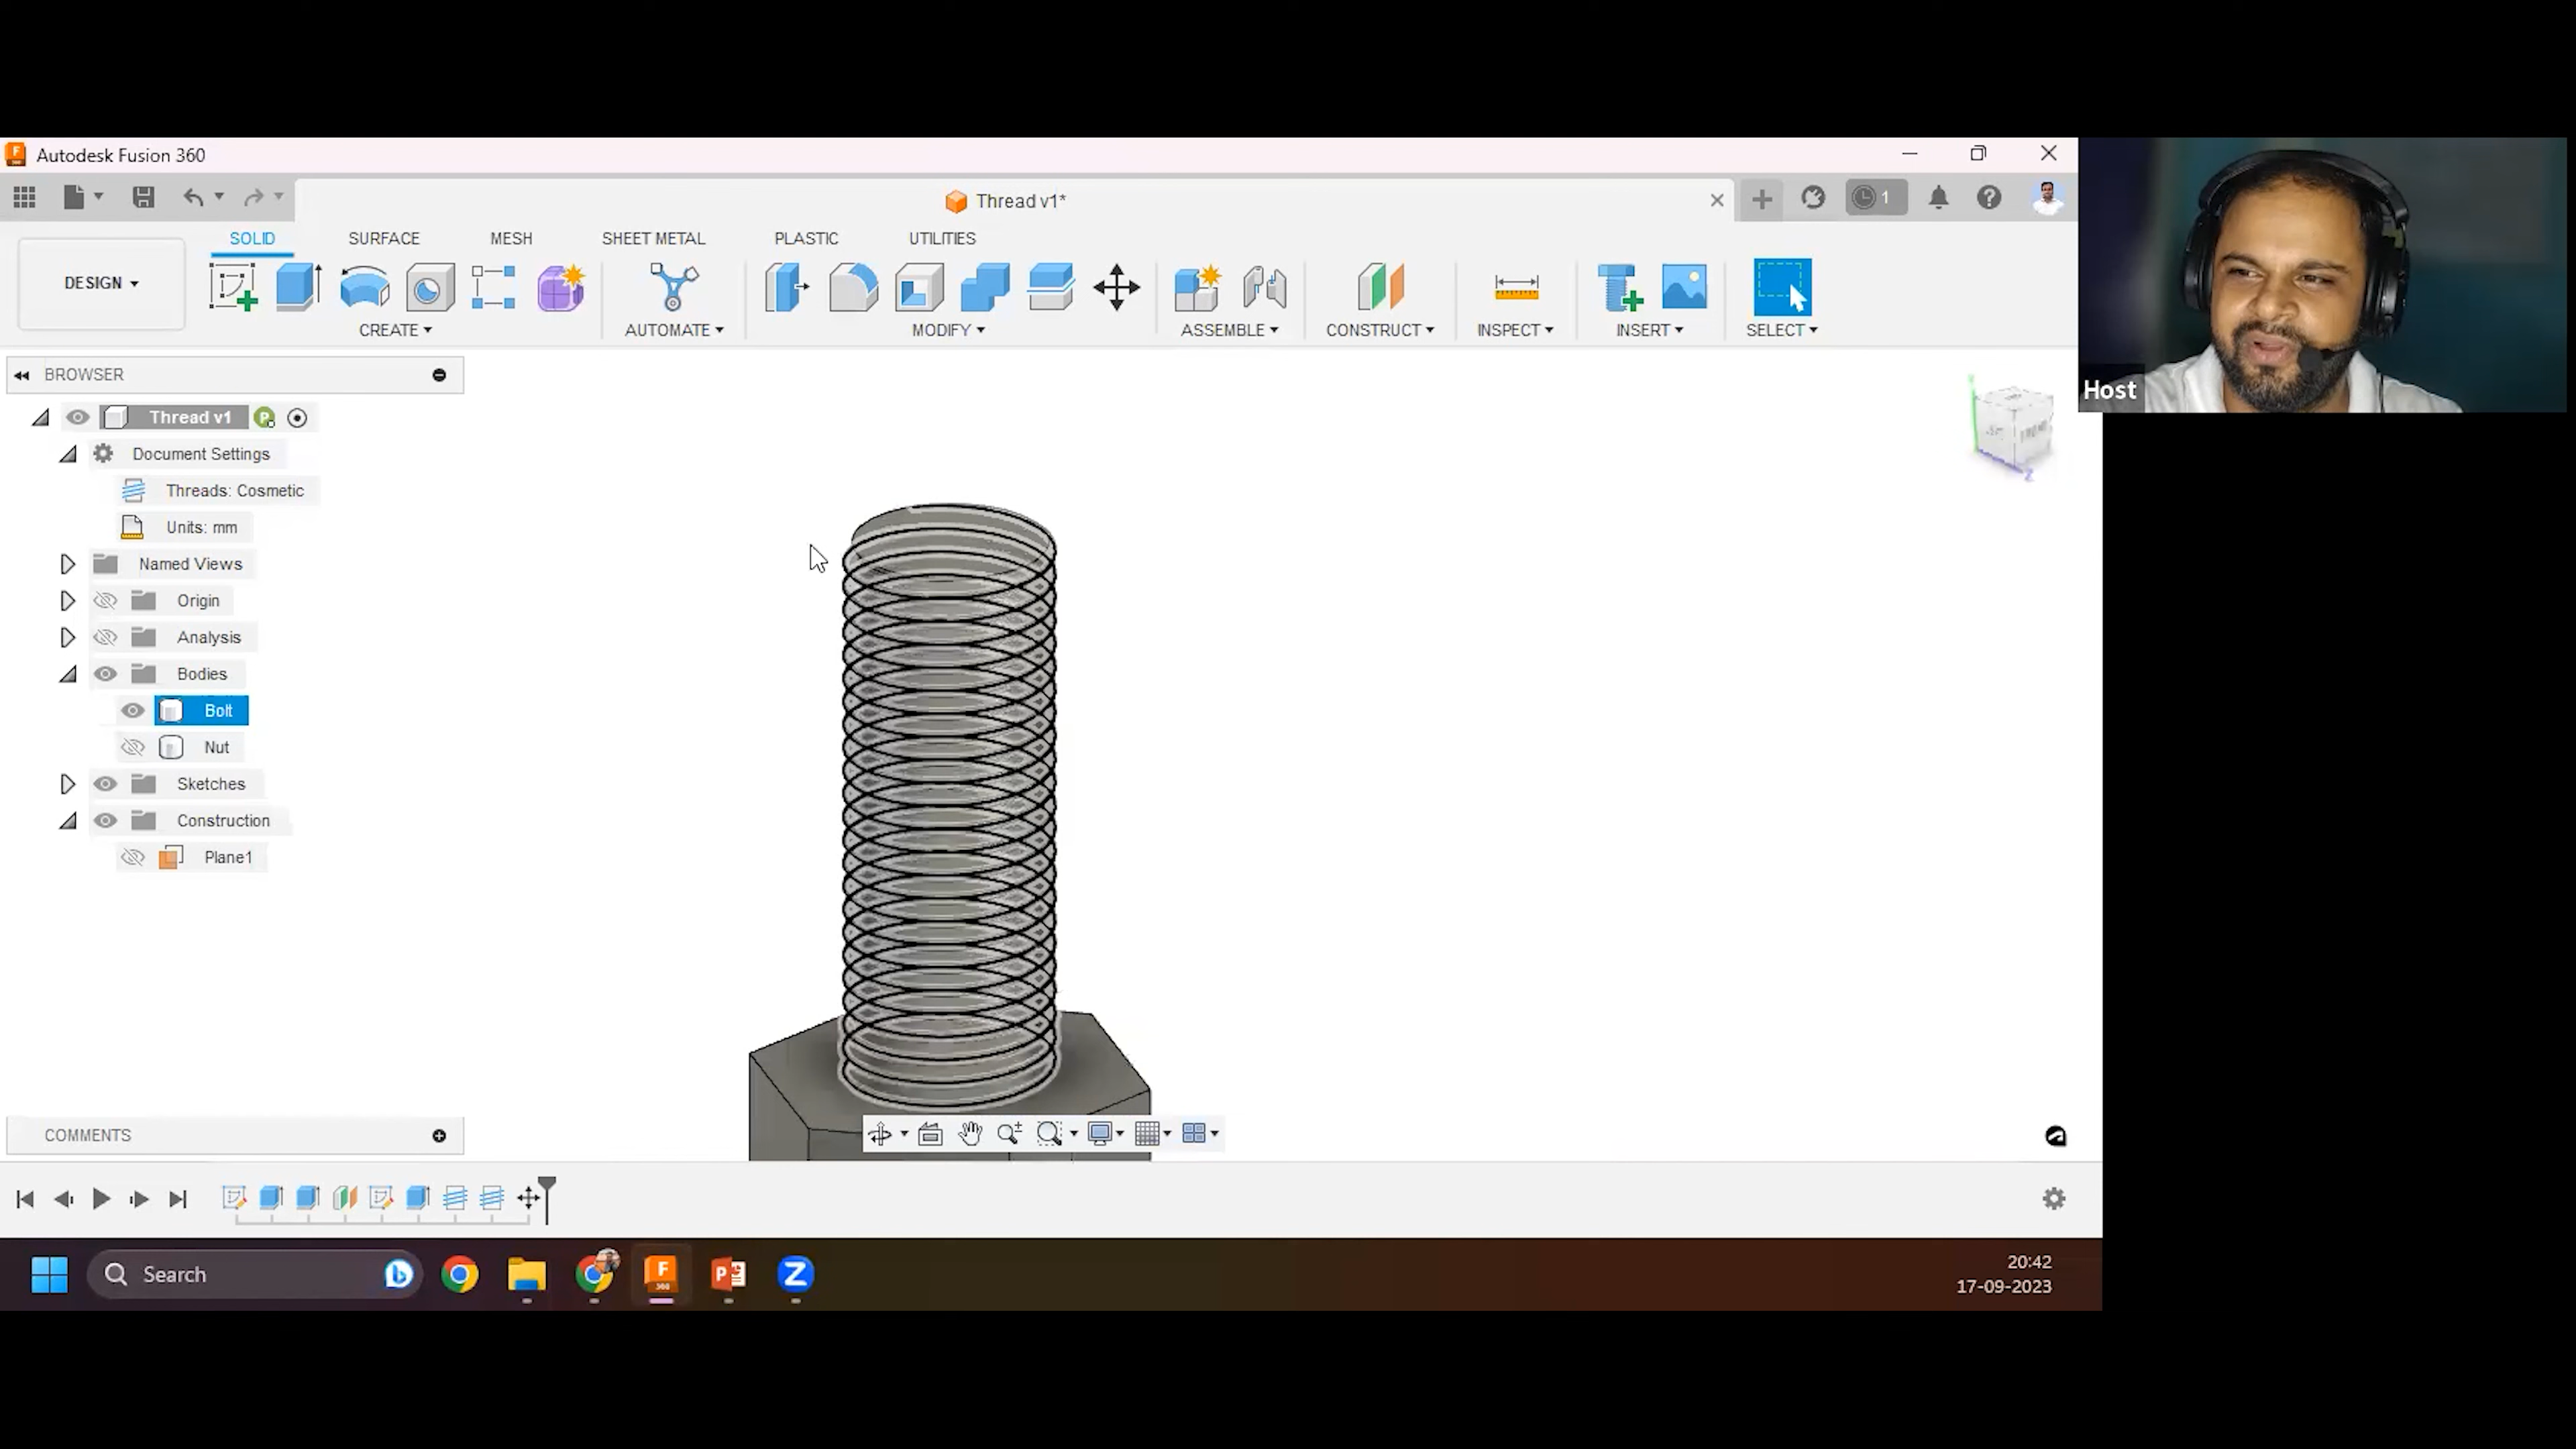 Autodesk Fusion 360
Thread v1*
1
SOLID SURFACE MESH SHEET METAL PLASTIC UTILITIES
DESIGN
CREATE AUTOMATE MODIFY ASSEMBLE CONSTRUCT INSPECT INSERT SELECT
Host
BROWSER
Thread v1
Document Settings
Threads: Cosmetic
Units: mm
Named Views
Origin
Analysis
Bodies
Bolt
Nut
Sketches
Construction
Plane1
COMMENTS
Search
20:42
17-09-2023